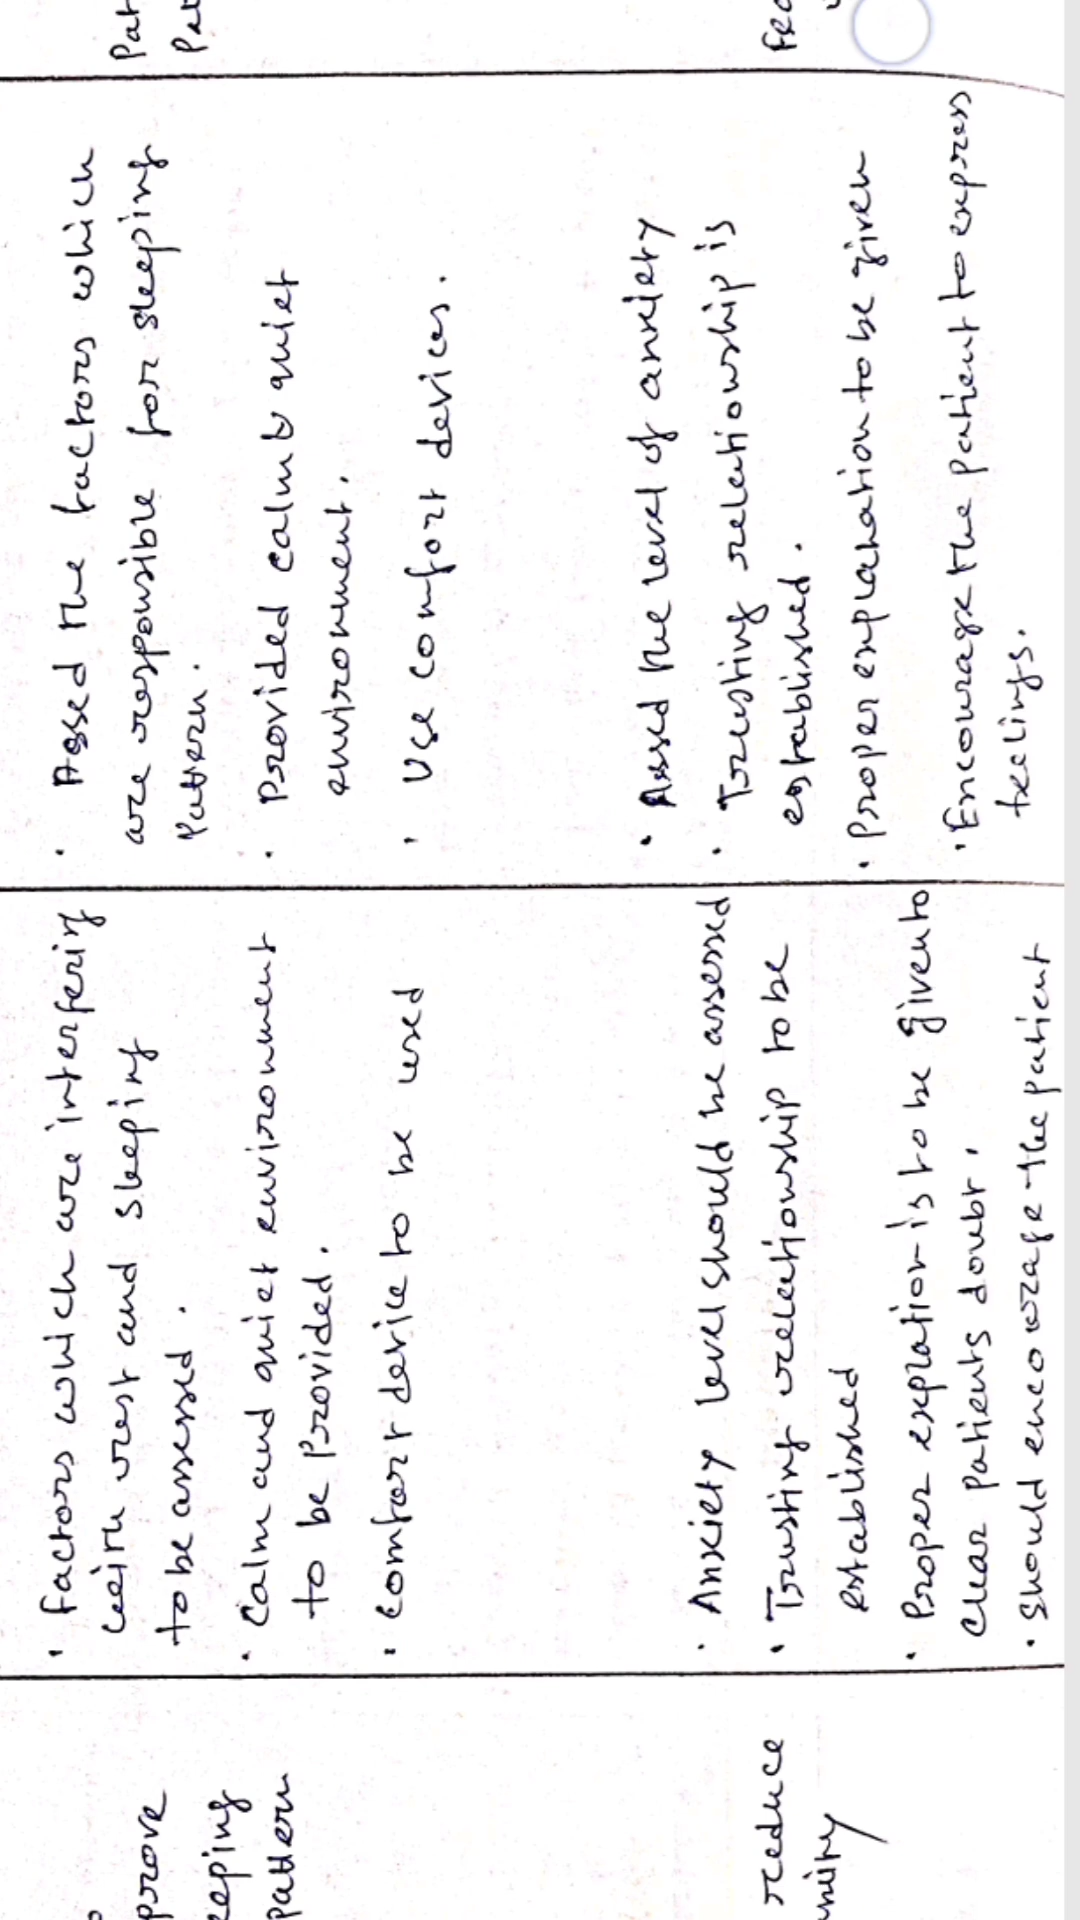 prove
eeping
pattern
reduce
factors which are interfering
with rest and sleeping
to be assessed.
Calm and quiet environment
to be provided.
comfort device to be used
Anxiety level should be assessed
Trusting relationship to be
established
Proper explation is to be given to
clear patients doubt.
should encourage the patient
Assed the factors which
are responsible for sleeping
pattern.
Provided calm & quiet
environment.
Use comfort devices.
Assed the level of anxiety
Trusting relationship is
established.
Proper explanation to be given
Encourage the patient to express
feelings.
Pat